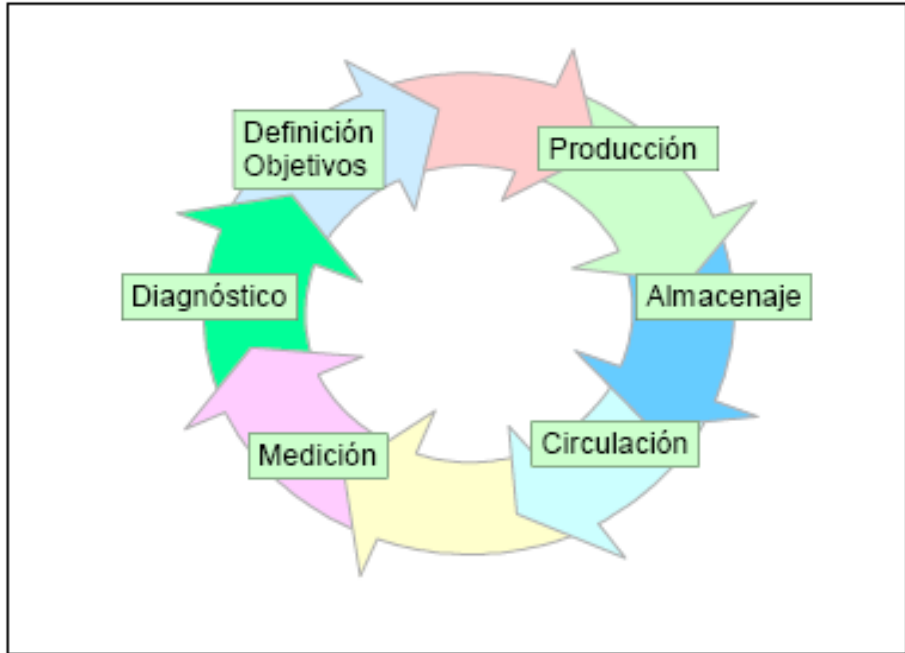 Definición
Objetivos
Producción
Diagnóstico
Almacenaje
Medición
Circulación